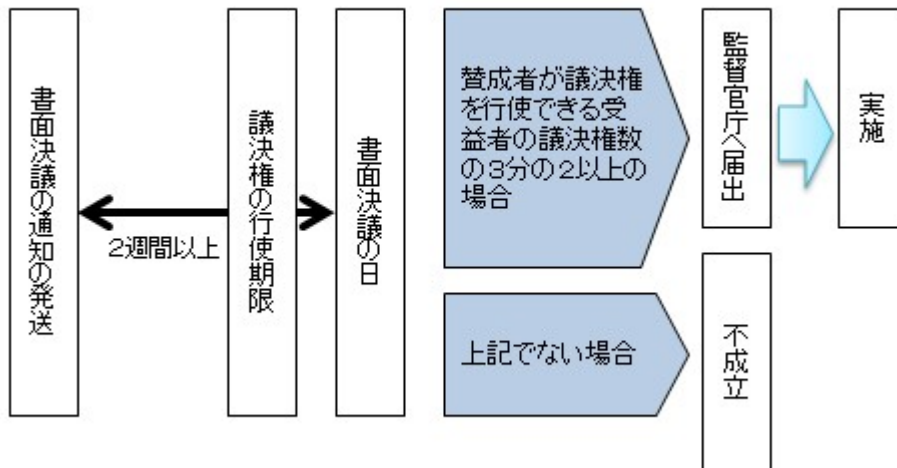 書面決議の通知の発送
2週間以上
議決権の行使期限
書面決議の日
賛成者が議決権
を行使できる受
益者の議決権数
の3分の2以上の
場合
監督官庁へ届出
実施
上記でない場合
不成立